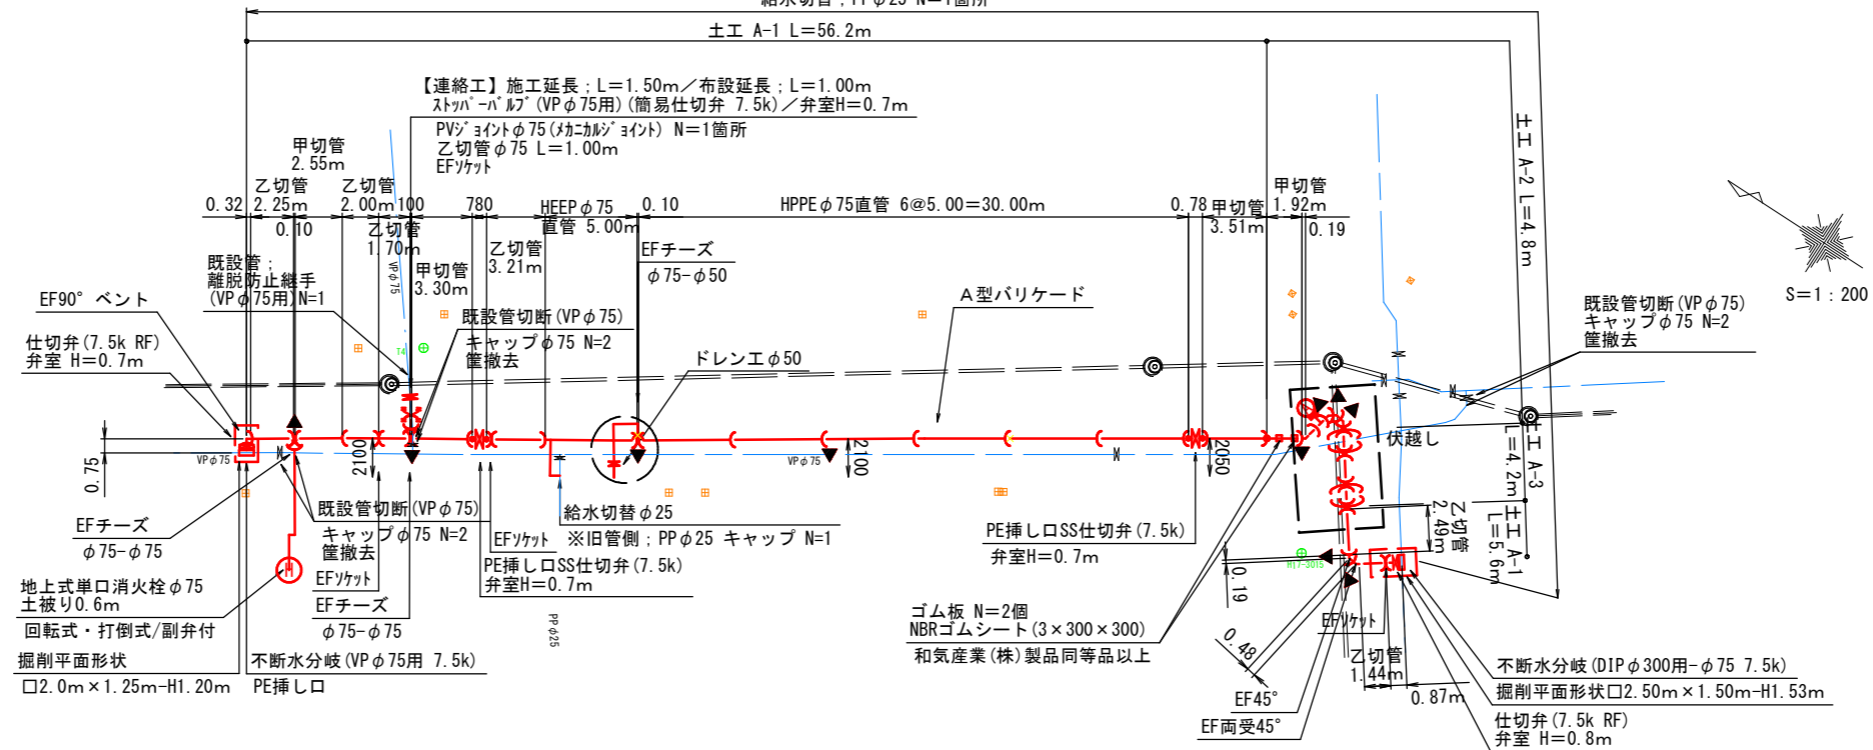 給水切替；PPφ25 N＝1箇所
土工 A-1 L＝56.2m
【連絡工】施工延長；L＝1.50m／布設延長；L＝1.00m
ｽﾄｯﾊﾟｰﾊﾞﾙﾌﾞ(VPφ75用)(簡易仕切弁 7.5k)／弁室H＝0.7m
PVｼﾞｮｲﾝﾄφ75(ﾒｶﾆｶﾙｼﾞｮｲﾝﾄ) N＝1箇所
乙切管φ75 L＝1.00m
EFｿｹｯﾄ
甲切管
2.55m
乙切管
乙切管
0.32
2.25m
2.00m
100
780
HEEPφ75
0.10
HPPEφ75直管 6@5.00＝30.00m
0.78
甲切管
甲切管
1.92m
0.10
乙切管
1.70m
直管 5.00m
3.51m
0.19
乙切管
3.21m
甲切管
3.30m
EFチーズ
φ75-φ50
既設管；
離脱防止継手
(VPφ75用)N=1
VPφ75
EF90° ベント
仕切弁(7.5k RF)
弁室 H＝0.7m
既設管切断(VPφ75)
キャップφ75 N=2
筐撤去
T4
ドレン工φ50
A型バリケード
土工 A-2 L＝4.8m
S＝1：200
既設管切断(VPφ75)
キャップφ75 N=2
筐撤去
0.75
VPφ75
2100
VPφ75
2100
2050
伏越し
土工 A-3
L＝4.2m
土工 A-1
L＝5.6m
乙切管
2.49m
EFチーズ
φ75-φ75
既設管切断(VPφ75)
キャップφ75 N=2
筐撤去
EFｿｹｯﾄ
EFｿｹｯﾄ
給水切替φ25
※旧管側；PPφ25 キャップ N=1
PE挿し口SS仕切弁(7.5k)
弁室H＝0.7m
PE挿し口SS仕切弁(7.5k)
弁室H＝0.7m
H17-3015
0.19
地上式単口消火栓φ75
土被り0.6m
回転式・打倒式/副弁付
EFチーズ
φ75-φ75
PPφ25
ゴム板 N＝2個
NBRゴムシート(3×300×300)
和気産業(株)製品同等品以上
EFｿｹｯﾄ
0.48
乙切管
1.44m
0.87m
掘削平面形状
□2.0m×1.25m-H1.20m
不断水分岐(VPφ75用 7.5k)
PE挿し口
EF45°
EF両受45°
不断水分岐(DIPφ300用-φ75 7.5k)
掘削平面形状□2.50m×1.50m-H1.53m
仕切弁(7.5k RF)
弁室 H＝0.8m